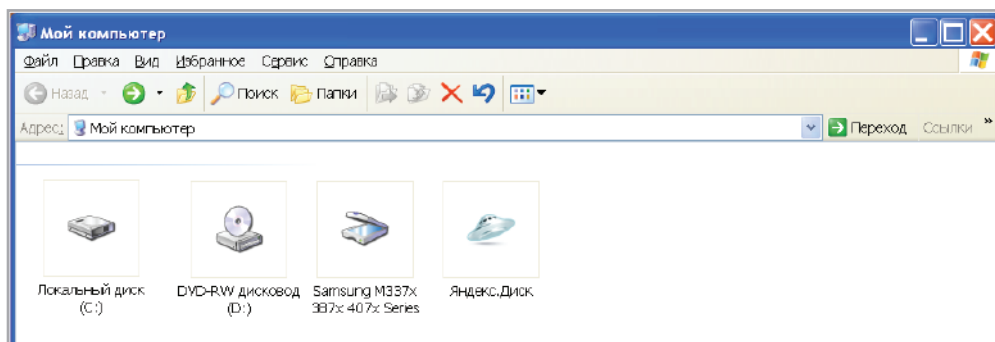 Мой компьютер
Файл Правка Вид Избранное Сервис Справка
Назад Поиск Папки
Адрес: Мой компьютер Переход Ссылки »
Локальный диск (C:)
DVD-RW дисковод (D:)
Samsung M337x 387x 407x Series
Яндекс.Диск